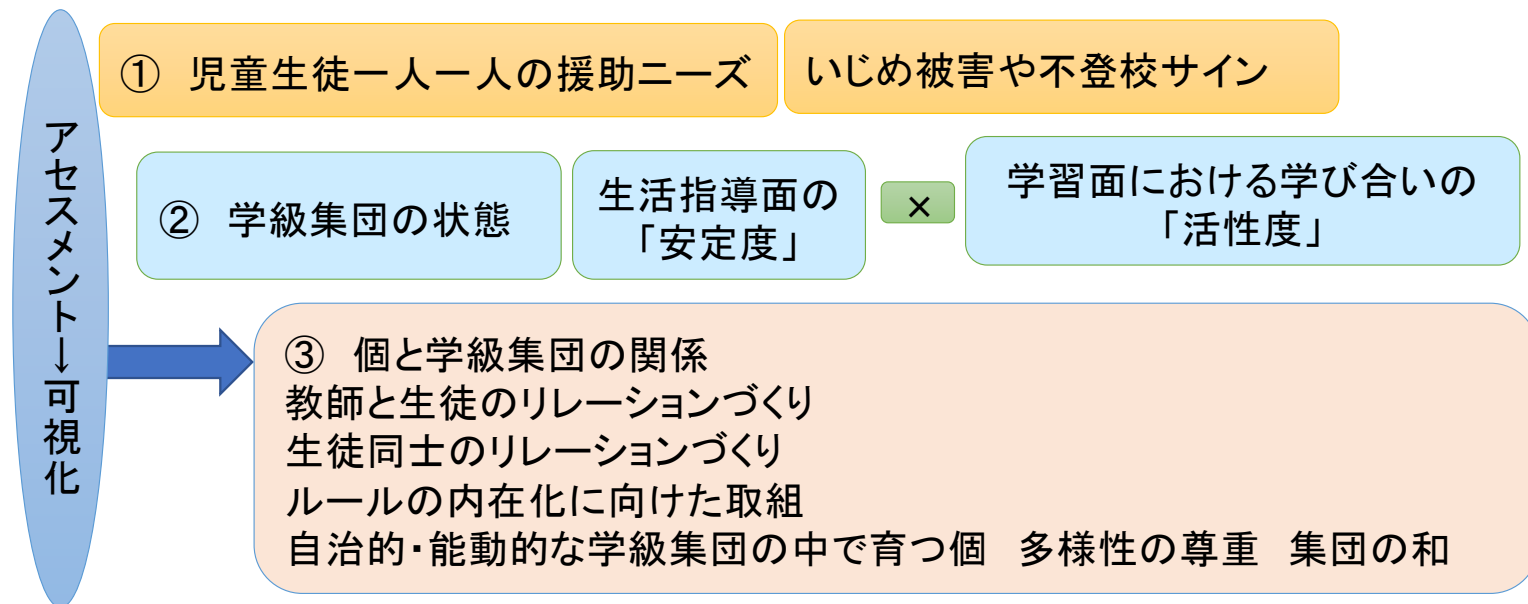 アセスメント→可視化
① 児童生徒一人一人の援助ニーズ
いじめ被害や不登校サイン
② 学級集団の状態
生活指導面の
「安定度」
×
学習面における学び合いの
「活性度」
③ 個と学級集団の関係
教師と生徒のリレーションづくり
生徒同士のリレーションづくり
ルールの内在化に向けた取組
自治的・能動的な学級集団の中で育つ個 多様性の尊重 集団の和